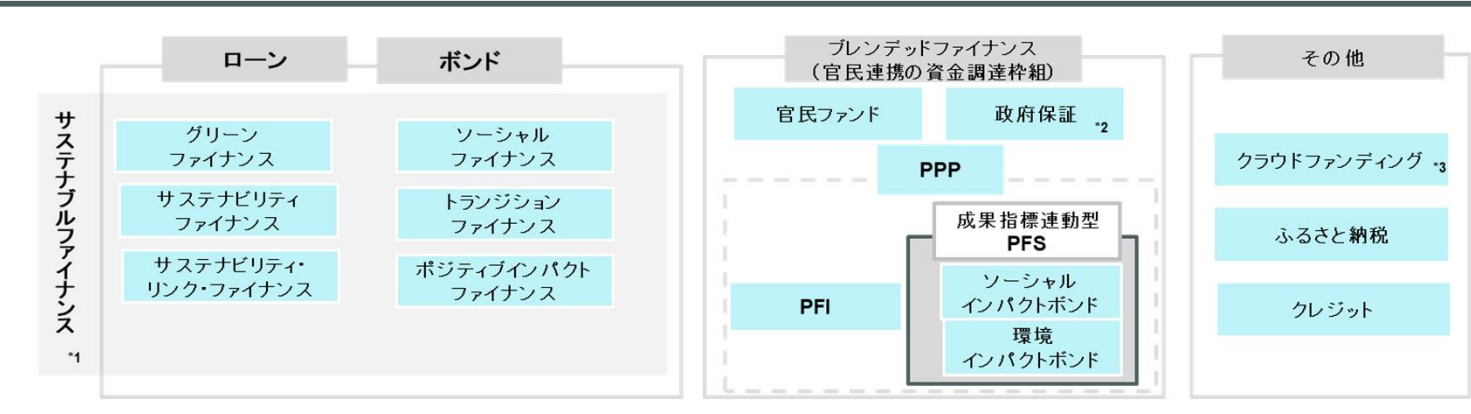 ローン
ボンド
サステナブルファイナンス
*1
グリーン
ファイナンス
ソーシャル
ファイナンス
サステナビリティ
ファイナンス
トランジション
ファイナンス
サステナビリティ・
リンク・ファイナンス
ポジティブインパクト
ファイナンス
ブレンデッドファイナンス
（官民連携の資金調達枠組）
官民ファンド
政府保証 *2
PPP
成果指標連動型
PFS
PFI
ソーシャル
インパクトボンド
環境
インパクトボンド
その他
クラウドファンディング *3
ふるさと納税
クレジット